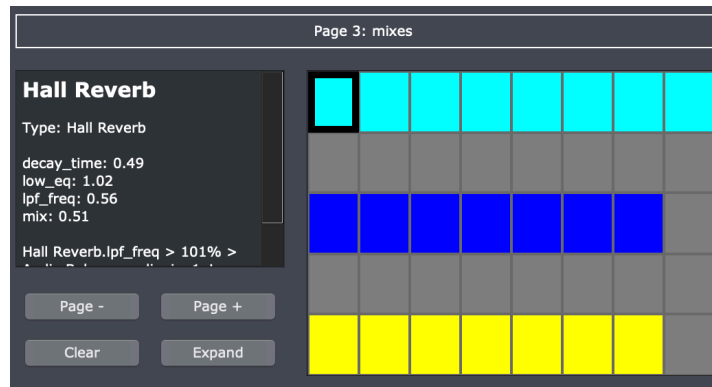 Page 3: mixes
Hall Reverb
Type: Hall Reverb
decay_time: 0.49
low_eq: 1.02
lpf_freq: 0.56
mix: 0.51
Hall Reverb.lpf_freq > 101% >
Page -
Page +
Clear
Expand